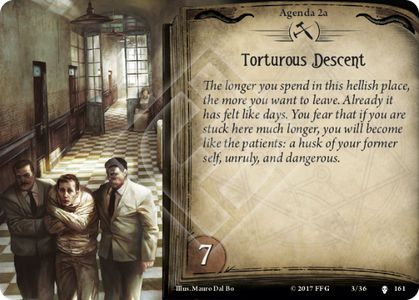 Agenda 2a
Torturous Descent
The longer you spend in this hellish place,
the more you want to leave. Already it
has felt like days. You fear that if you are
stuck here much longer, you will become
like the patients: a husk of your former
self, unruly, and dangerous.
7
Illus. Mauro Dal Bo
© 2017 FFG
3/36
161